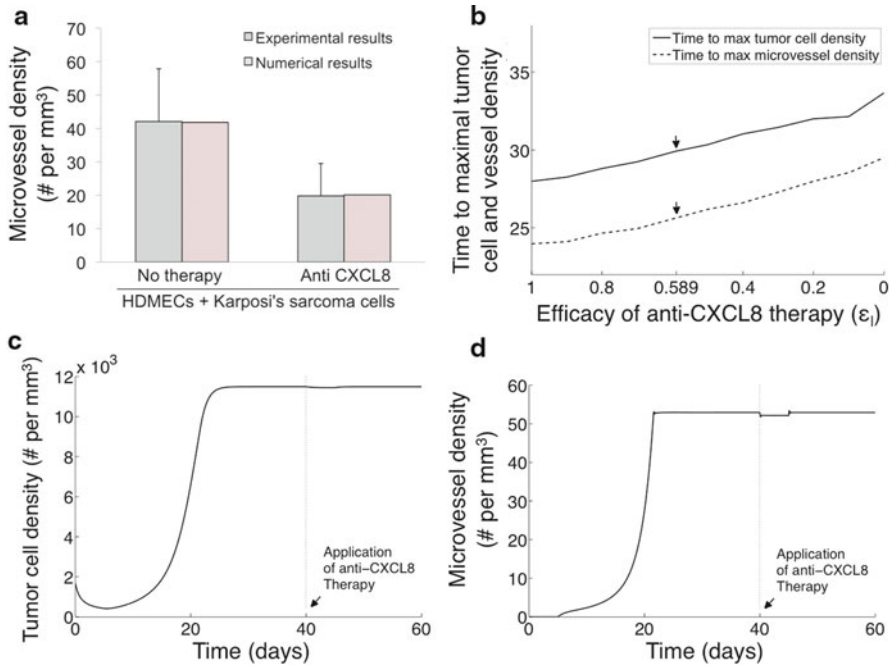 a
Microvessel density
(# per mm³)
70
60
50
40
30
20
10
0
Experimental results
Numerical results
No therapy
Anti CXCL8
HDMECs + Karposi's sarcoma cells
b
Time to maximal tumor
cell and vessel density
35
30
25
Time to max tumor cell density
Time to max microvessel density
1
0.8
0.589
0.4
0.2
0
Efficacy of anti-CXCL8 therapy (εₗ)
c
Tumor cell density (# per mm³)
x 10³
12
10
8
6
4
2
0
0
20
40
60
Application
of anti-CXCL8
Therapy
Time (days)
d
Microvessel density
(# per mm³)
60
50
40
30
20
10
0
0
20
40
60
Application
of anti-CXCL8
Therapy
Time (days)